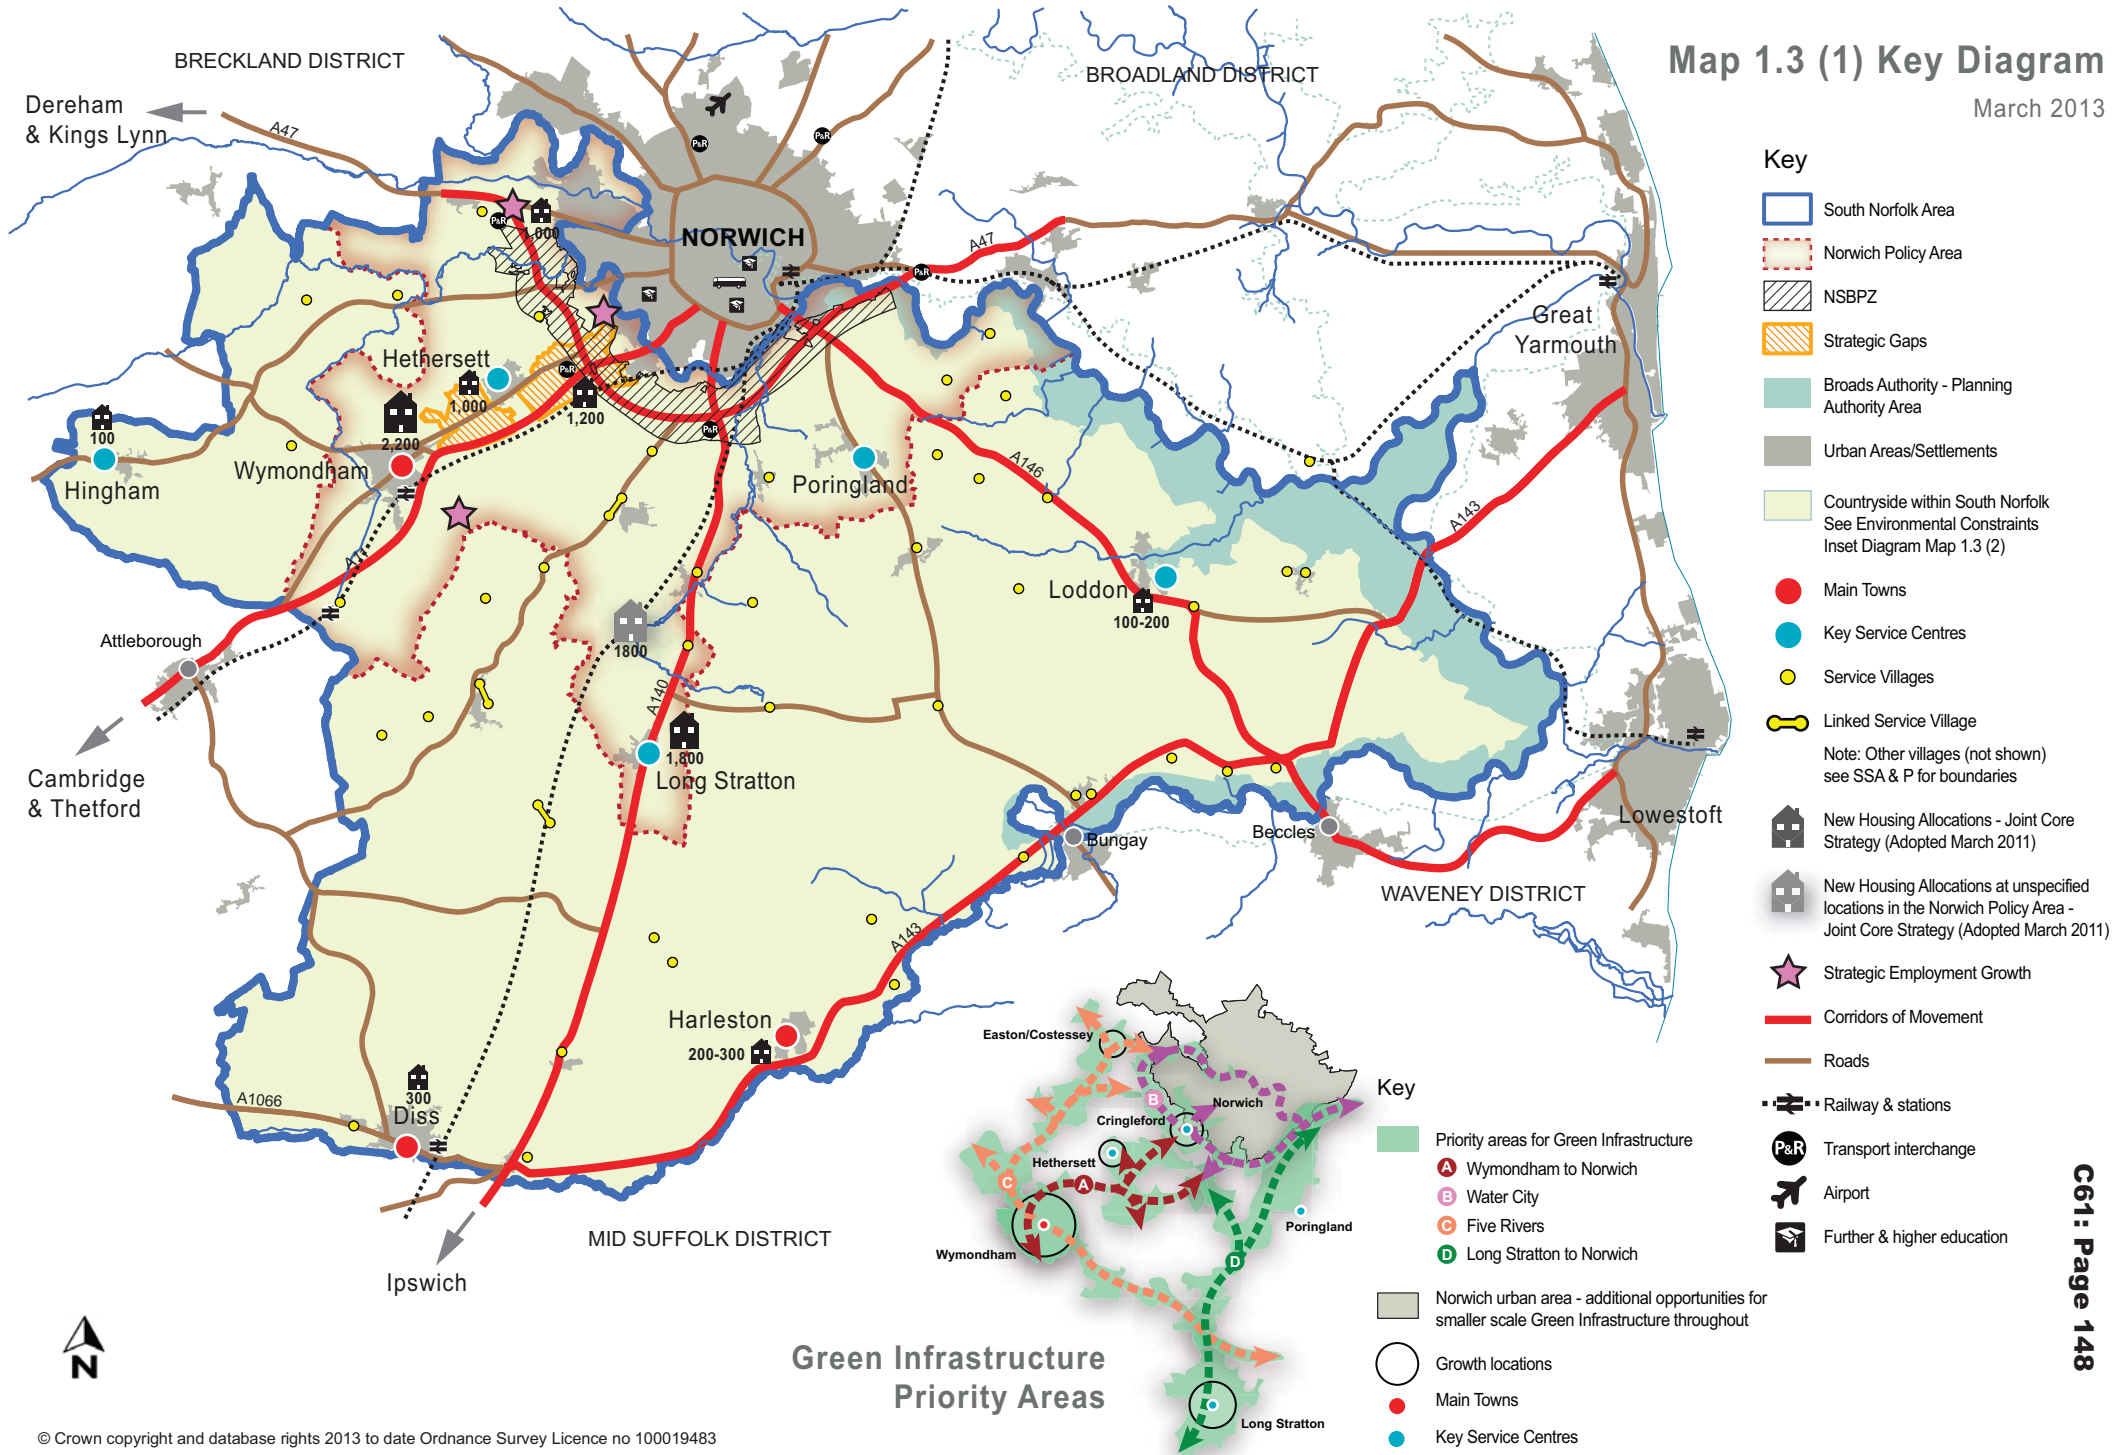 Map 1.3 (1) Key Diagram
March 2013
BRECKLAND DISTRICT
BROADLAND DISTRICT
Dereham
& Kings Lynn
A47
P&R
P&R
P&R
1,000
NORWICH
A47
P&R
Great
Yarmouth
Hethersett
1,000
P&R
1,200
P&R
100
Hingham
2,200
Wymondham
Poringland
A146
A143
A11
Loddon
100-200
Attleborough
1800
A140
1,800
Long Stratton
Cambridge
& Thetford
Bungay
Beccles
Lowestoft
WAVENEY DISTRICT
A143
Harleston
200-300
A1066
300
Diss
MID SUFFOLK DISTRICT
Ipswich
N
Key
South Norfolk Area
Norwich Policy Area
NSBPZ
Strategic Gaps
Broads Authority - Planning
Authority Area
Urban Areas/Settlements
Countryside within South Norfolk
See Environmental Constraints
Inset Diagram Map 1.3 (2)
Main Towns
Key Service Centres
Service Villages
Linked Service Village
Note: Other villages (not shown)
see SSA & P for boundaries
New Housing Allocations - Joint Core
Strategy (Adopted March 2011)
New Housing Allocations at unspecified
locations in the Norwich Policy Area -
Joint Core Strategy (Adopted March 2011)
Strategic Employment Growth
Corridors of Movement
Roads
Railway & stations
P&R Transport interchange
Airport
Further & higher education
Easton/Costessey
B
Norwich
Cringleford
Hethersett
C
A
Wymondham
Poringland
D
Long Stratton
Green Infrastructure
Priority Areas
Key
Priority areas for Green Infrastructure
A Wymondham to Norwich
B Water City
C Five Rivers
D Long Stratton to Norwich
Norwich urban area - additional opportunities for
smaller scale Green Infrastructure throughout
Growth locations
Main Towns
Key Service Centres
C61: Page 148
© Crown copyright and database rights 2013 to date Ordnance Survey Licence no 100019483